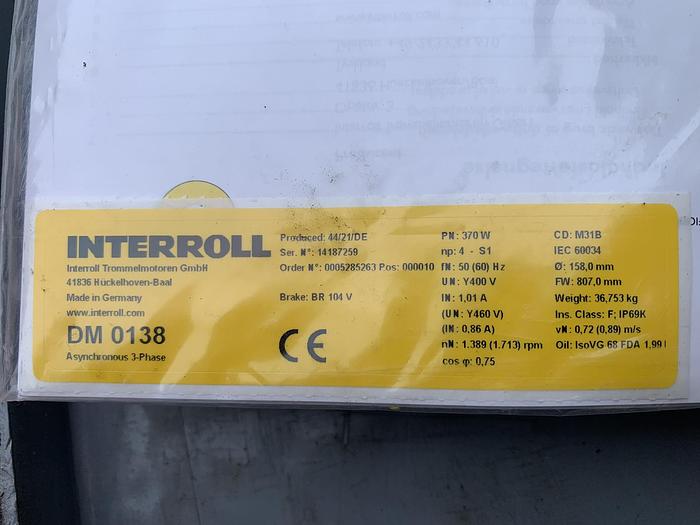 INTERROLL
Interroll Trommelmotoren GmbH
41836 Hückelhoven-Baal
Made in Germany
www.interroll.com
DM 0138
Asynchronous 3-Phase
Produced: 44/21/DE
Ser. N°: 14187259
Order N°: 0005285263 Pos: 000010
Brake: BR 104 V
CE
PN: 370 W
np: 4 - S1
fN: 50 (60) Hz
UN: Y400 V
IN: 1,01 A
(UN: Y460 V)
(IN: 0,86 A)
nN: 1.389 (1.713) rpm
cos φ: 0,75
CD: M31B
IEC 60034
Ø: 158,0 mm
FW: 807,0 mm
Weight: 36,753 kg
Ins. Class: F; IP69K
vN: 0,72 (0,89) m/s
Oil: IsoVG 68 FDA 1,99 l